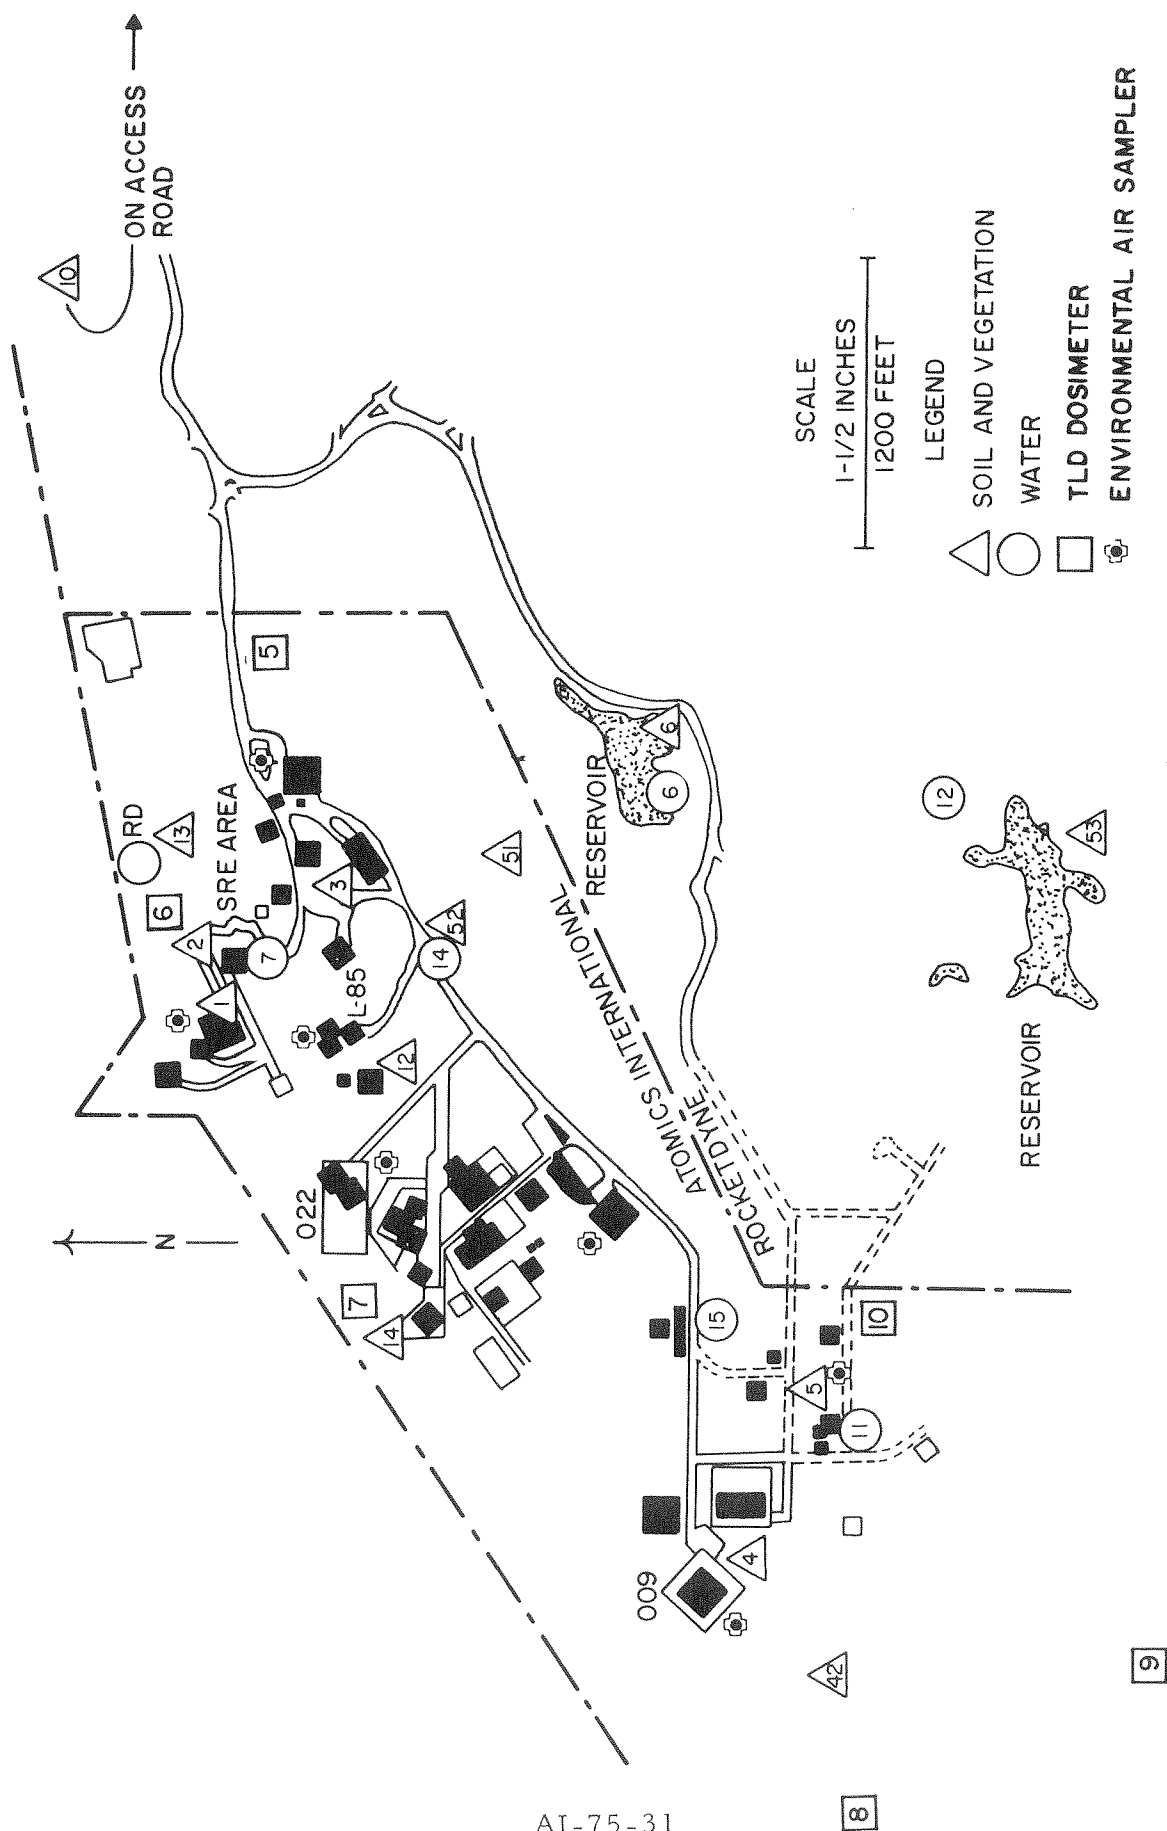 10
ON ACCESS
ROAD
5
RD
13
6
SRE AREA
2
7
1
3
L-85
52
14
51
12
022
N
7
14
RESERVOIR
6
6
ATOMICS INTERNATIONAL
ROCKETDYNE
12
53
RESERVOIR
15
10
5
11
009
4
42
9
8
SCALE
1-1/2 INCHES
1200 FEET
LEGEND
SOIL AND VEGETATION
WATER
TLD DOSIMETER
ENVIRONMENTAL AIR SAMPLER
AI-75-31